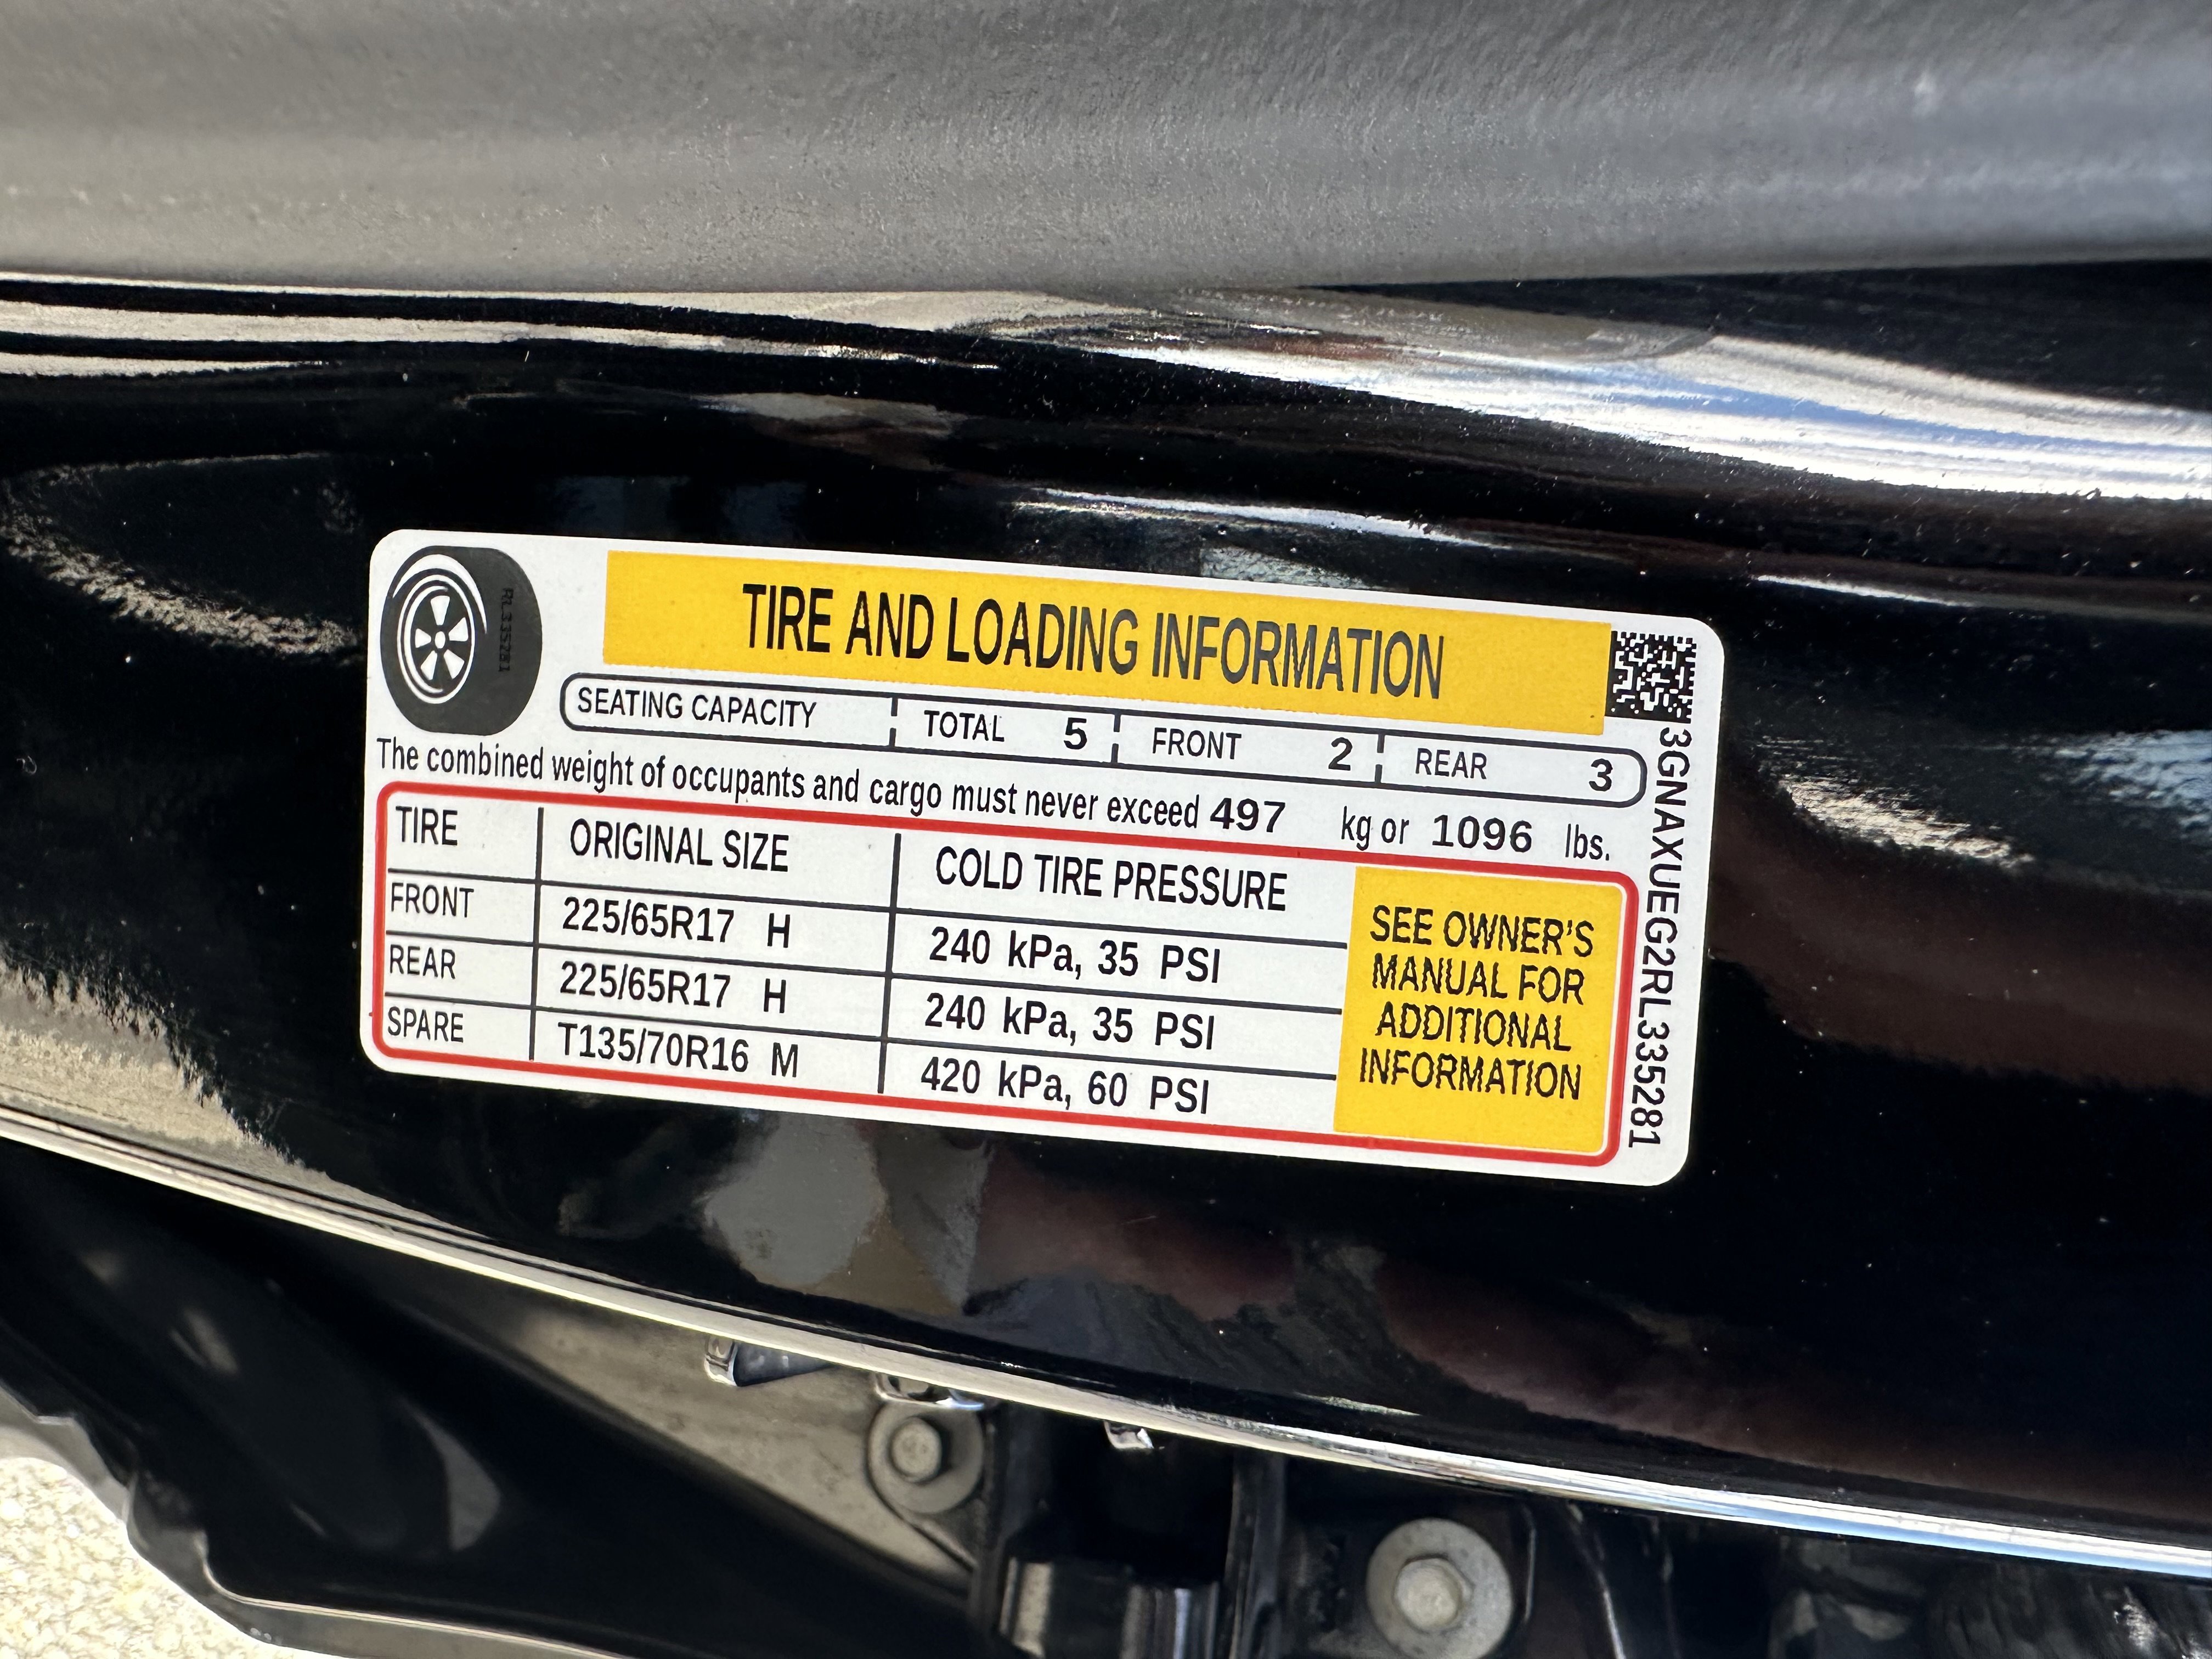 RL335281
TIRE AND LOADING INFORMATION
SEATING CAPACITY TOTAL 5 FRONT 2 REAR 3
The combined weight of occupants and cargo must never exceed 497 kg or 1096 lbs.
TIRE ORIGINAL SIZE COLD TIRE PRESSURE
FRONT 225/65R17 H 240 kPa, 35 PSI
REAR 225/65R17 H 240 kPa, 35 PSI
SPARE T135/70R16 M 420 kPa, 60 PSI
SEE OWNER'S
MANUAL FOR
ADDITIONAL
INFORMATION
3GNAXUEG2RL335281